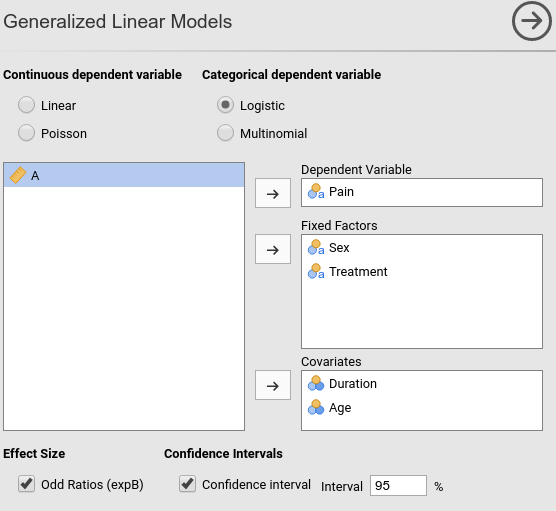 Generalized Linear Models
Continuous dependent variable Categorical dependent variable
Linear Logistic
Poisson Multinomial
A
Dependent Variable
Pain
Fixed Factors
Sex
Treatment
Covariates
Duration
Age
Effect Size Confidence Intervals
Odd Ratios (expB) Confidence interval Interval 95 %